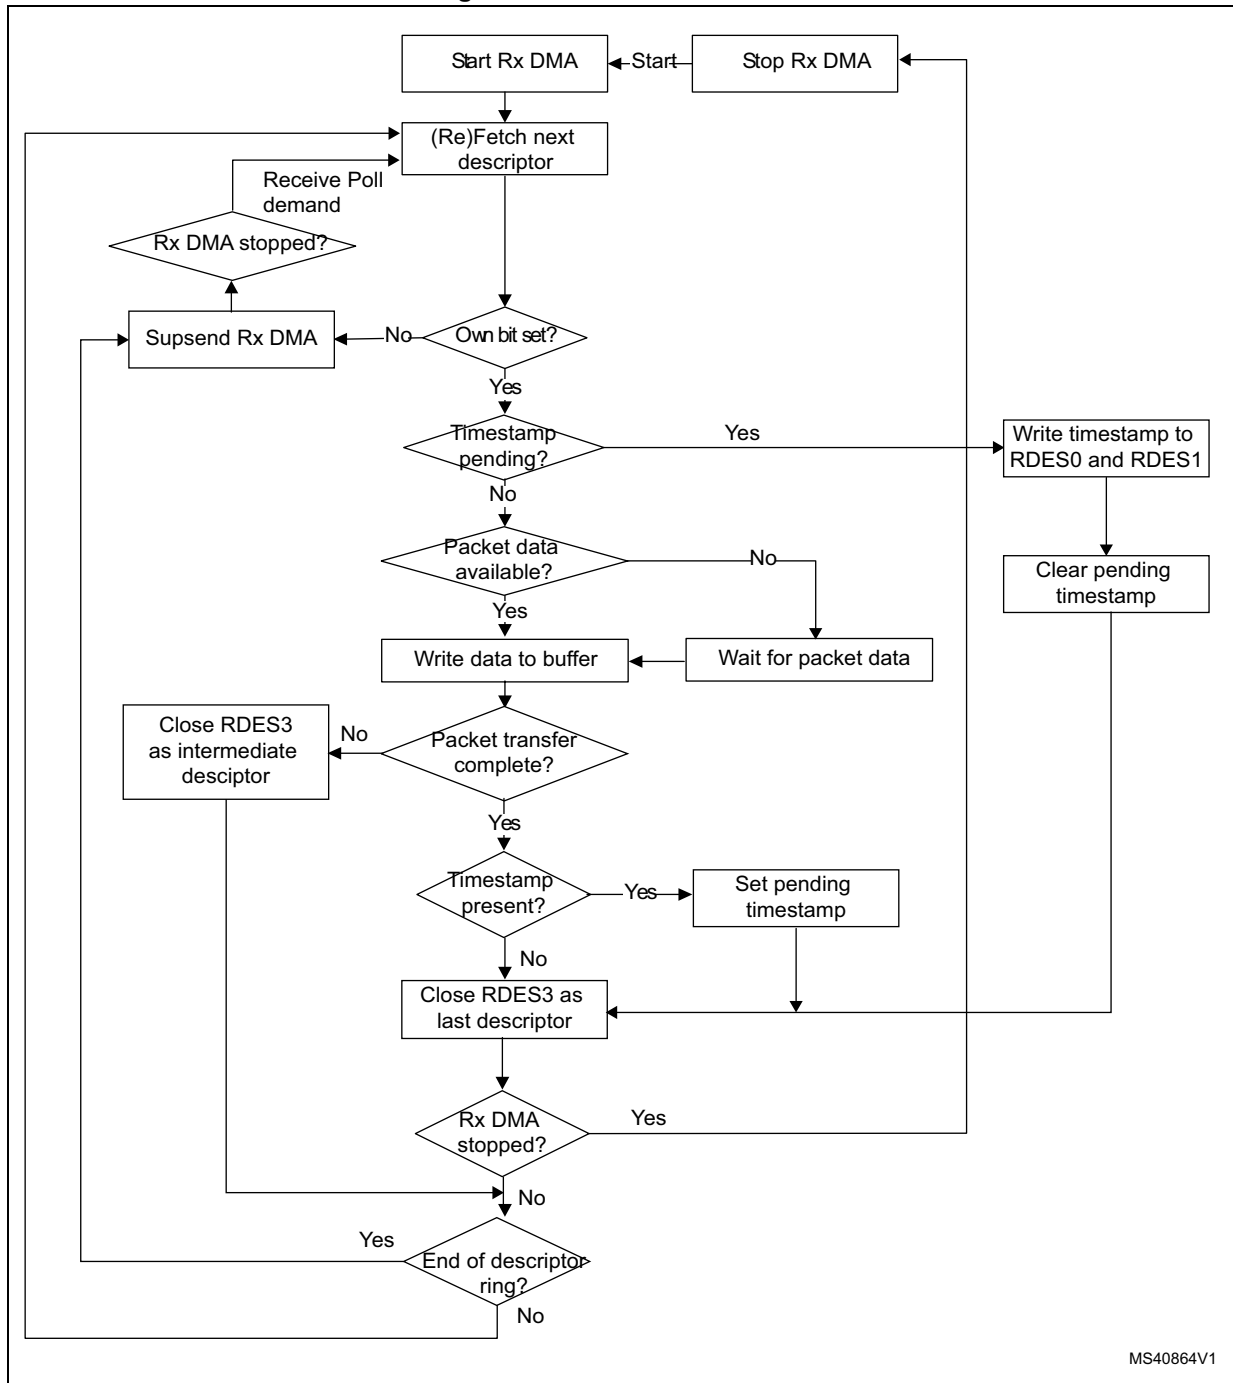 Start Rx DMA
Start
Stop Rx DMA
(Re)Fetch next
descriptor
Receive Poll
demand
Rx DMA stopped?
Supsend Rx DMA
No
Own bit set?
Yes
Timestamp
pending?
Yes
Write timestamp to
RDES0 and RDES1
No
Packet data
available?
No
Clear pending
timestamp
Yes
Write data to buffer
Wait for packet data
Close RDES3
as intermediate
desciptor
No
Packet transfer
complete?
Yes
Timestamp
present?
Yes
Set pending
timestamp
No
Close RDES3 as
last descriptor
Rx DMA
stopped?
Yes
No
Yes
End of descriptor
ring?
No
MS40864V1